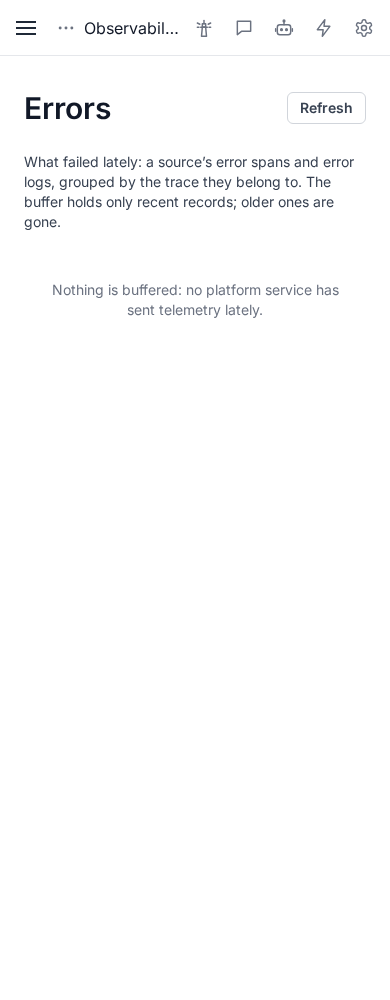 Observabil...
Errors
Refresh
What failed lately: a source’s error spans and error
logs, grouped by the trace they belong to. The
buffer holds only recent records; older ones are
gone.
Nothing is buffered: no platform service has
sent telemetry lately.